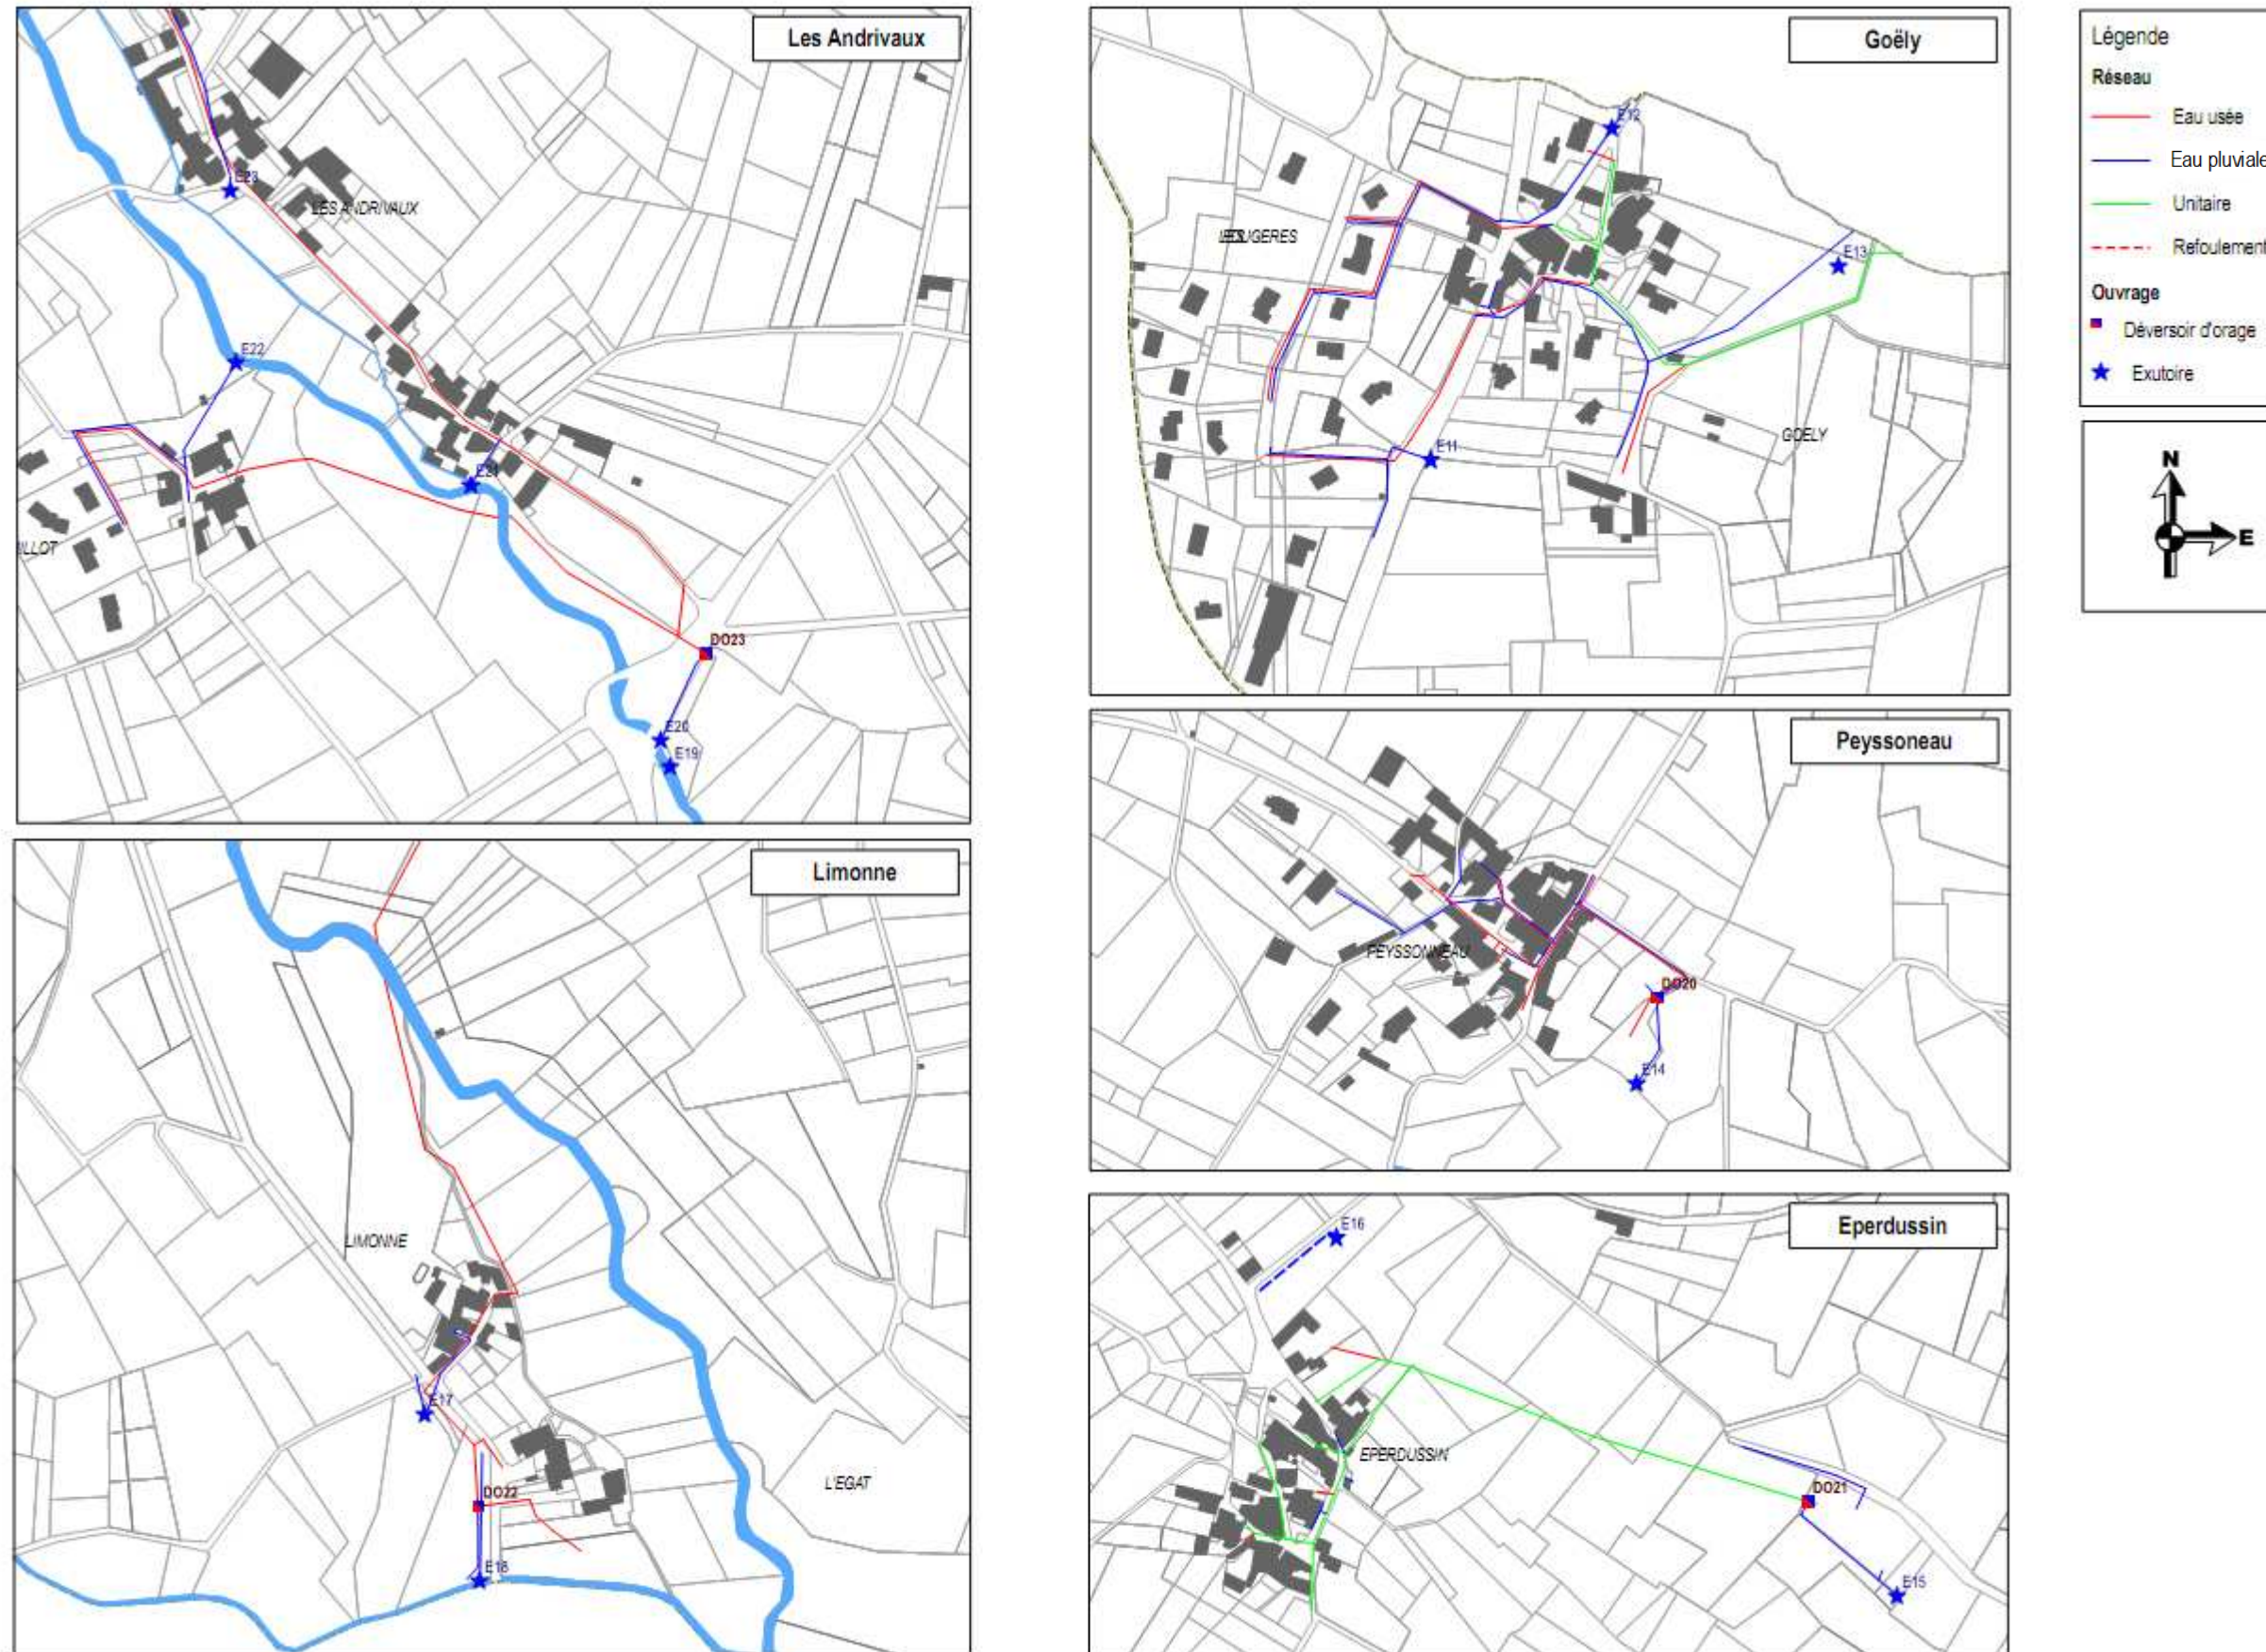 Les Andrivaux
E23
LES ANDRIVAUX
E22
E21
ILLOT
DO23
E20
E19
Goëly
E12
E13
E11
GOELY
Légende
Réseau
Eau usée
Eau pluviale
Unitaire
Refoulement
Ouvrage
Déversoir d'orage
Exutoire
N
E
Peyssoneau
PEYSSONNEAU
DO20
E14
Limonne
LIMONNE
E17
L'EGAT
DO22
E18
Eperdussin
E16
EPERDUSSIN
DO21
E15